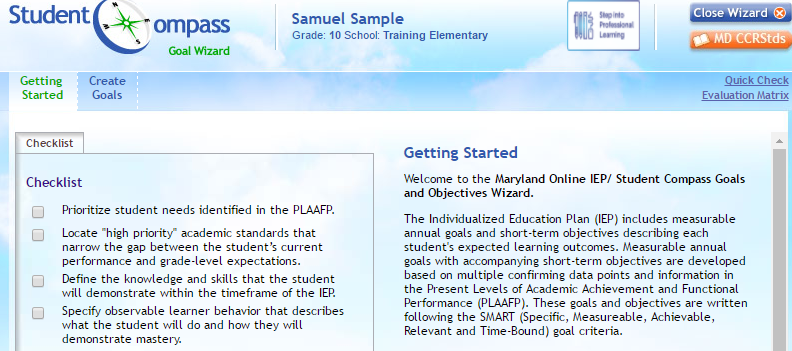 Student Compass
Goal Wizard
Samuel Sample
Grade: 10 School: Training Elementary
Step Into
Professional
Learning
Close Wizard
MD CCRStds
Getting
Started
Create
Goals
Quick Check
Evaluation Matrix
Checklist
Checklist
Prioritize student needs identified in the PLAAFP.
Locate "high priority" academic standards that
narrow the gap between the student's current
performance and grade-level expectations.
Define the knowledge and skills that the student
will demonstrate within the timeframe of the IEP.
Specify observable learner behavior that describes
what the student will do and how they will
demonstrate mastery.
Getting Started
Welcome to the Maryland Online IEP/ Student Compass Goals
and Objectives Wizard.
The Individualized Education Plan (IEP) includes measurable
annual goals and short-term objectives describing each
student's expected learning outcomes. Measurable annual
goals with accompanying short-term objectives are developed
based on multiple confirming data points and information in
the Present Levels of Academic Achievement and Functional
Performance (PLAAFP). These goals and objectives are written
following the SMART (Specific, Measureable, Achievable,
Relevant and Time-Bound) goal criteria.